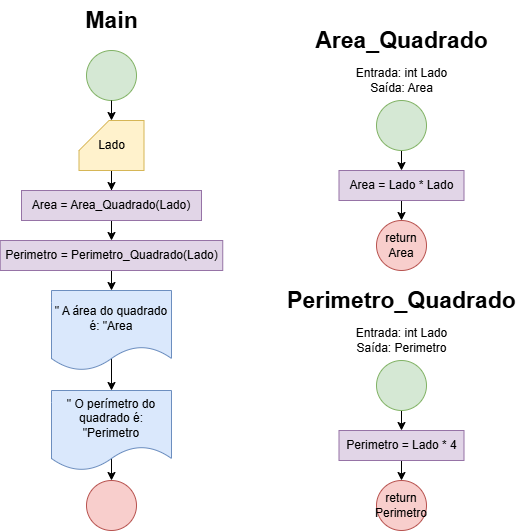 Main
Lado
Area = Area_Quadrado(Lado)
Perimetro = Perimetro_Quadrado(Lado)
" A área do quadrado
é: "Area
" O perímetro do
quadrado é:
"Perimetro
Area_Quadrado
Entrada: int Lado
Saída: Area
Area = Lado * Lado
return
Area
Perimetro_Quadrado
Entrada: int Lado
Saída: Perimetro
Perimetro = Lado * 4
return
Perimetro